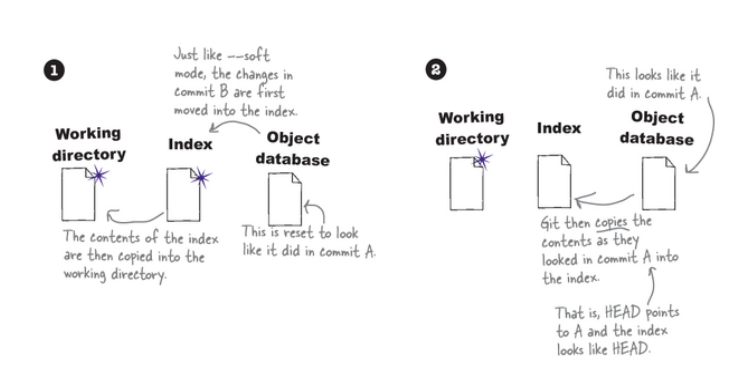 1
Just like --soft
mode, the changes in
commit B are first
moved into the index.
Working
directory
Index
Object
database
The contents of the index
are then copied into the
working directory.
This is reset to look
like it did in commit A.
2
This looks like it
did in commit A.
Working
directory
Index
Object
database
Git then copies the
contents as they
looked in commit A into
the index.
That is, HEAD points
to A and the index
looks like HEAD.